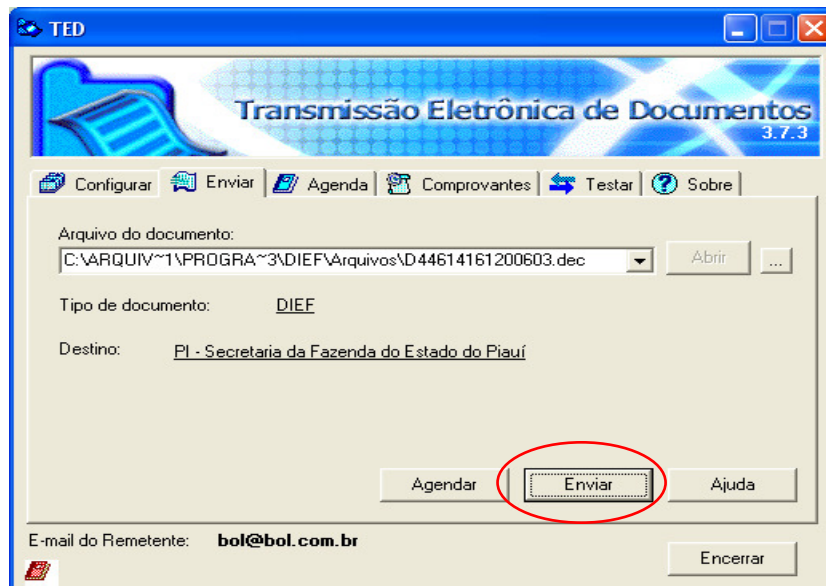 TED
Transmissão Eletrônica de Documentos
3.7.3
Configurar Enviar Agenda Comprovantes Testar Sobre
Arquivo do documento:
C:\ARQUIV~1\PROGRA~3\DIEF\Arquivos\D44614161200603.dec Abrir ...
Tipo de documento: DIEF
Destino: PI - Secretaria da Fazenda do Estado do Piauí
Agendar Enviar Ajuda
E-mail do Remetente: bol@bol.com.br
Encerrar